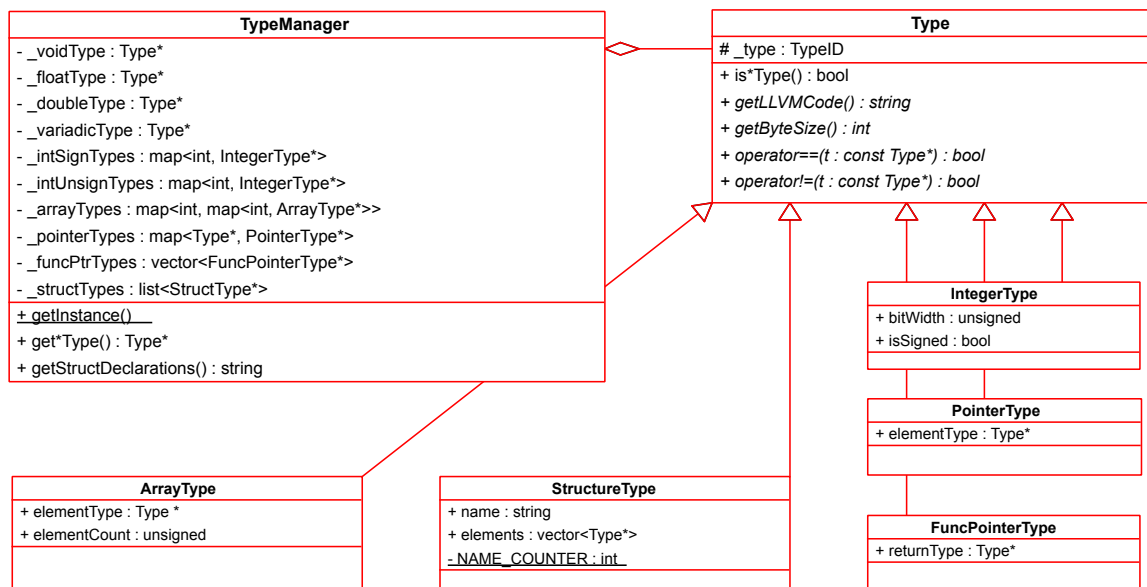 TypeManager
- _voidType : Type*
- _floatType : Type*
- _doubleType : Type*
- _variadicType : Type*
- _intSignTypes : map<int, IntegerType*>
- _intUnsignTypes : map<int, IntegerType*>
- _arrayTypes : map<int, map<int, ArrayType*>>
- _pointerTypes : map<Type*, PointerType*>
- _funcPtrTypes : vector<FuncPointerType*>
- _structTypes : list<StructType*>
+ getInstance()
+ get*Type() : Type*
+ getStructDeclarations() : string
Type
# _type : TypeID
+ is*Type() : bool
+ getLLVMCode() : string
+ getByteSize() : int
+ operator==(t : const Type*) : bool
+ operator!=(t : const Type*) : bool
IntegerType
+ bitWidth : unsigned
+ isSigned : bool
PointerType
+ elementType : Type*
ArrayType
+ elementType : Type *
+ elementCount : unsigned
StructureType
+ name : string
+ elements : vector<Type*>
- NAME_COUNTER : int
FuncPointerType
+ returnType : Type*